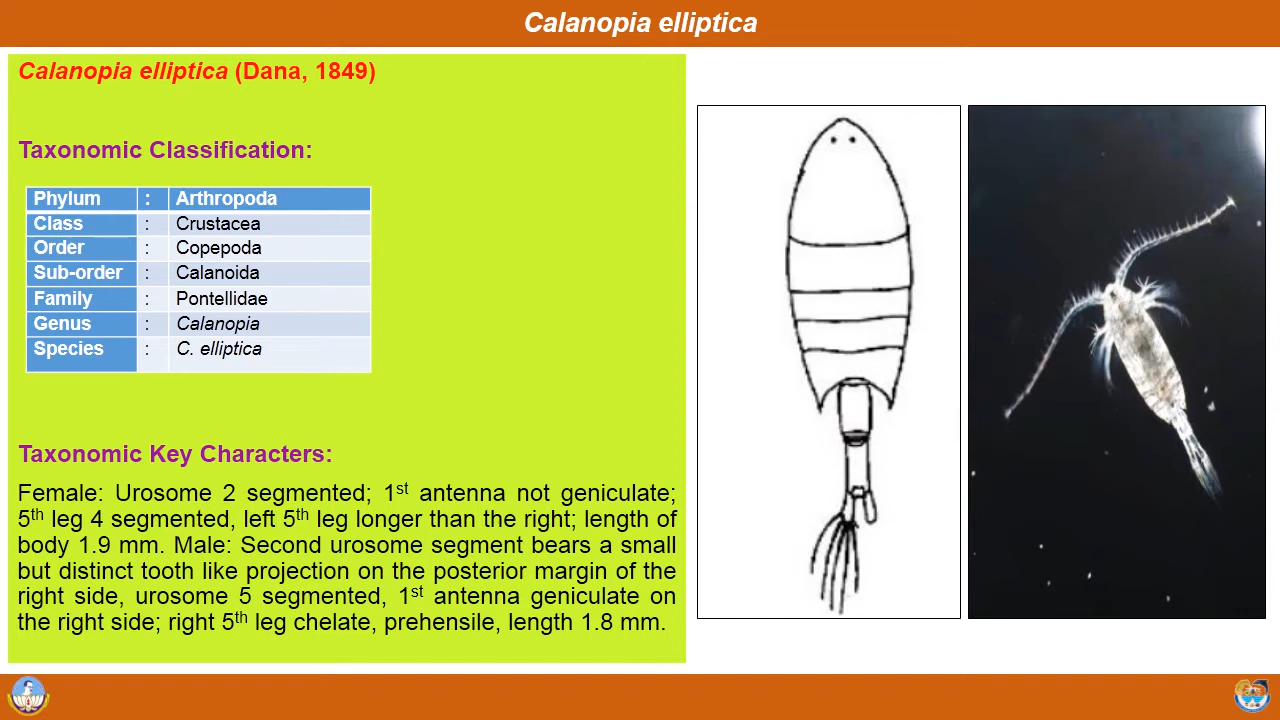 Calanopia elliptica
Calanopia elliptica (Dana, 1849)
Taxonomic Classification:
Phylum : Arthropoda
Class : Crustacea
Order : Copepoda
Sub-order : Calanoida
Family : Pontellidae
Genus : Calanopia
Species : C. elliptica
Taxonomic Key Characters:
Female: Urosome 2 segmented; 1st antenna not geniculate;
5th leg 4 segmented, left 5th leg longer than the right; length of
body 1.9 mm. Male: Second urosome segment bears a small
but distinct tooth like projection on the posterior margin of the
right side, urosome 5 segmented, 1st antenna geniculate on
the right side; right 5th leg chelate, prehensile, length 1.8 mm.